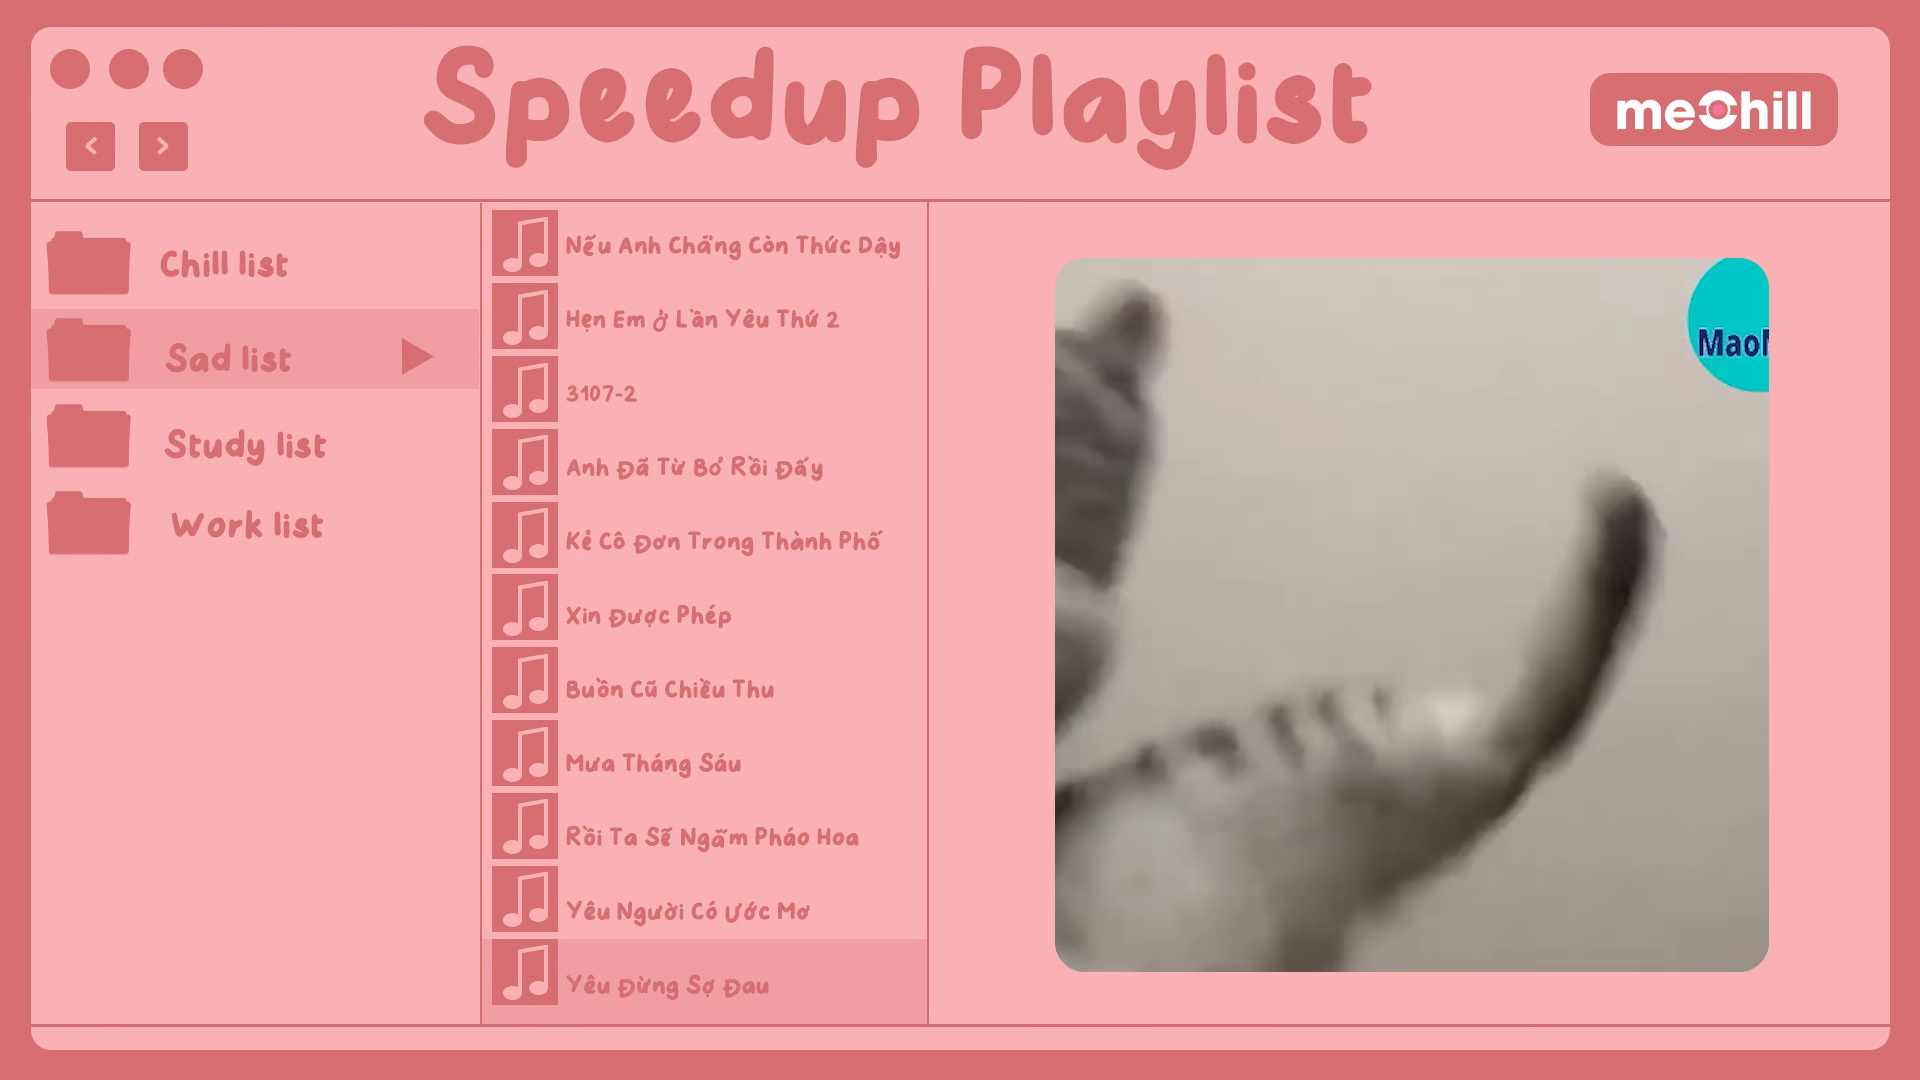 Speedup Playlist
mechill
Chill list
Sad list
Study list
Work list
Nếu Anh Chẳng Còn Thức Dậy
Hẹn Em ở Lần Yêu Thứ 2
3107-2
Anh Đã Từ Bỏ Rồi Đấy
Kẻ Cô Đơn Trong Thành Phố
Xin Được Phép
Buồn Cũ Chiều Thu
Mưa Tháng Sáu
Rồi Ta Sẽ Ngắm Pháo Hoa
Yêu Người Có Ước Mơ
Yêu Đừng Sợ Đau